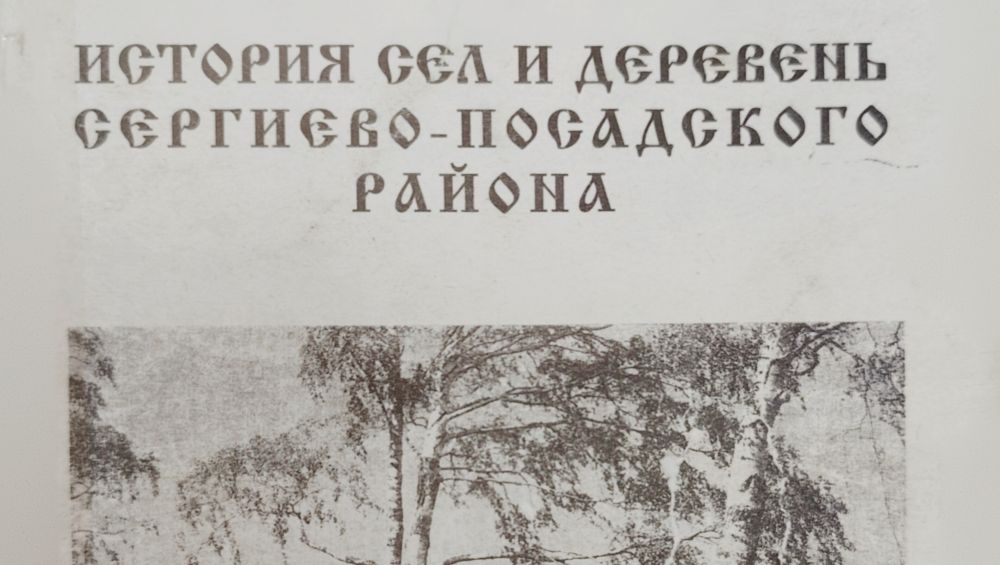 ИСТОРИЯ СЕЛ И ДЕРЕВЕНЬ
СЕРГИЕВО-ПОСАДСКОГО
РАЙОНА